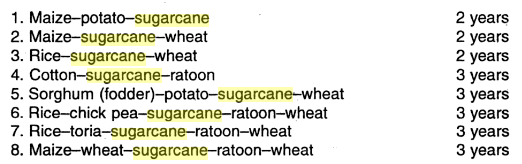 1. Maize–potato–sugarcane 2 years
2. Maize–sugarcane–wheat 2 years
3. Rice–sugarcane–wheat 2 years
4. Cotton–sugarcane–ratoon 3 years
5. Sorghum (fodder)–potato–sugarcane–wheat 3 years
6. Rice–chick pea–sugarcane–ratoon–wheat 3 years
7. Rice–toria–sugarcane–ratoon–wheat 3 years
8. Maize–wheat–sugarcane–ratoon–wheat 3 years